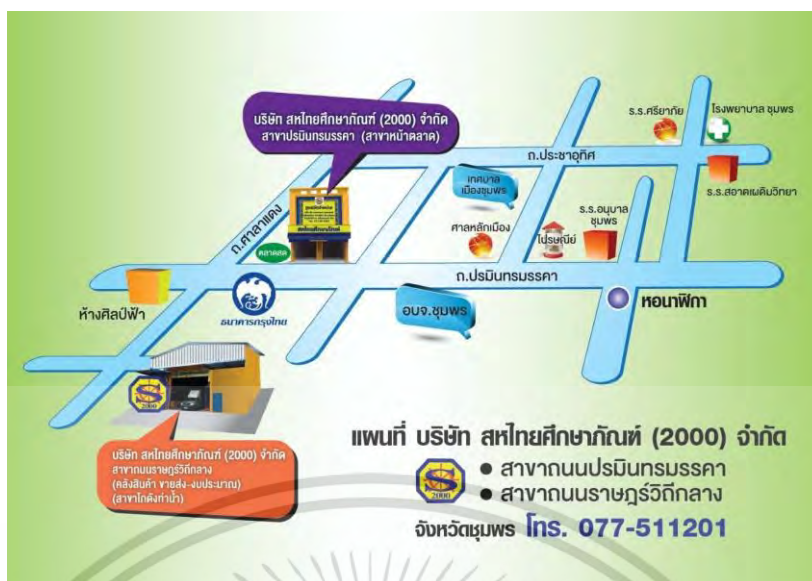 บริษัท สหไทยศึกษาภัณฑ์ (2000) จำกัด
สาขาปรมินทรมรรคา (สาขาหน้าตลาด)
ร.ร.ศรียาภัย
โรงพยาบาล ชุมพร
ถ.ประชาอุทิศ
ร.ร.สอาดเผดิมวิทยา
เทศบาล
เมืองชุมพร
ถ.ศาลาแดง
สหไทยศึกษาภัณฑ์
ตลาดสด
ศาลหลักเมือง
ไปรษณีย์
ร.ร.อนุบาล
ชุมพร
ถ.ปรมินทรมรรคา
ห้างศิลป์ฟ้า
ธนาคารกรุงไทย
อบจ.ชุมพร
หอนาฬิกา
S
2000
บริษัท สหไทยศึกษาภัณฑ์ (2000) จำกัด
สาขาถนนราษฎร์วิถีกลาง
(คลังสินค้า ขายส่ง-งบประมาณ)
(สาขาโกดังท่าน้ำ)
แผนที่ บริษัท สหไทยศึกษาภัณฑ์ (2000) จำกัด
S
2000
● สาขาถนนปรมินทรมรรคา
● สาขาถนนราษฎร์วิถีกลาง
จังหวัดชุมพร โทร. 077-511201